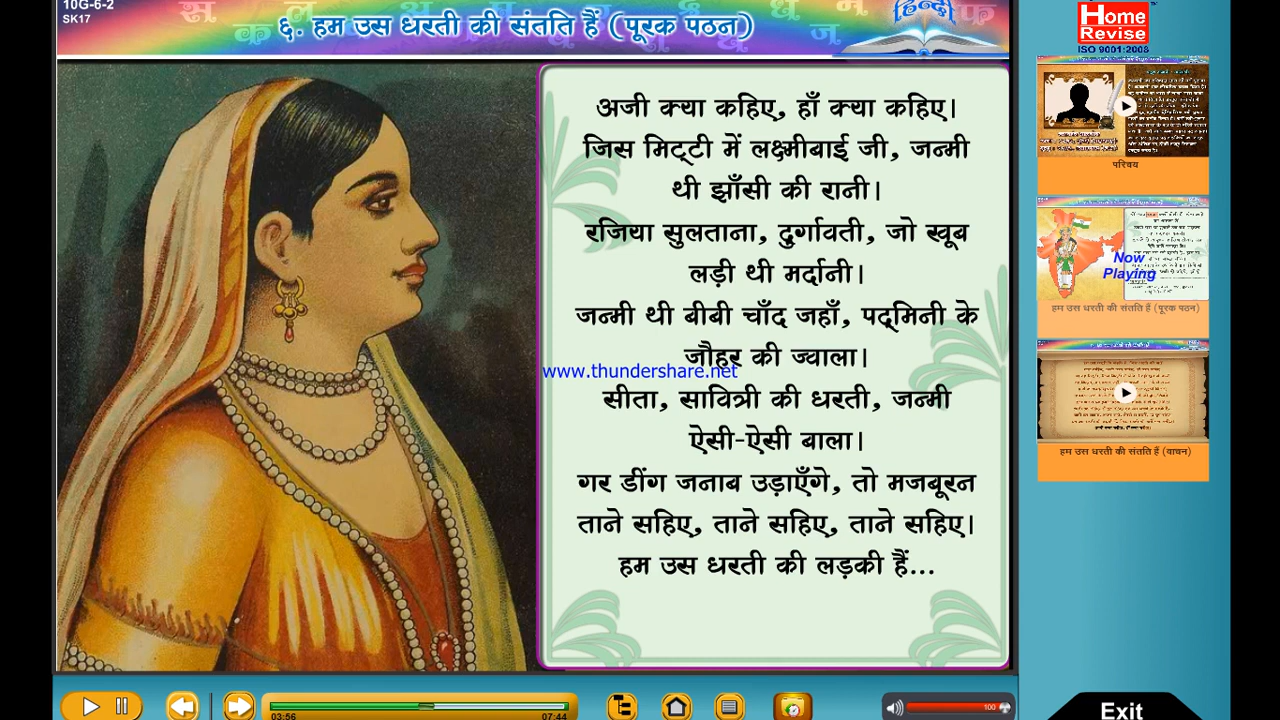 10G-6-2
SK17
६. हम उस धरती की संतति हैं (पूरक पठन)
हिन्दी
Home
Revise
ISO 9001:2008
अजी क्या कहिए, हाँ क्या कहिए।
जिस मिट्टी में लक्ष्मीबाई जी, जन्मी
थी झाँसी की रानी।
रजिया सुलताना, दुर्गावती, जो खूब
लड़ी थी मर्दानी।
जन्मी थी बीबी चाँद जहाँ, पद्मिनी के
जौहर की ज्वाला।
www.thundershare.net
सीता, सावित्री की धरती, जन्मी
ऐसी-ऐसी बाला।
गर डींग जनाब उड़ाएँगे, तो मजबूरन
ताने सहिए, ताने सहिए, ताने सहिए।
हम उस धरती की लड़की हैं...
परिचय
Now
Playing
हम उस धरती की संतति हैं (पूरक पठन)
हम उस धरती की संतति हैं (वाचन)
03:56
07:44
100
Exit